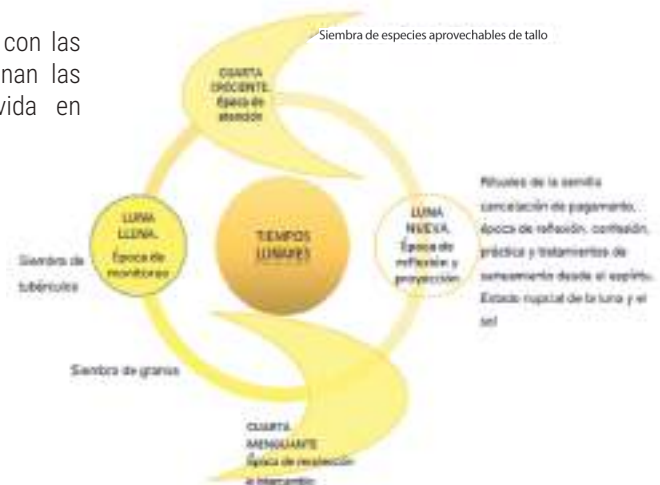 con las
nan las
vida en
Siembra de especies aprovechables de tallo
CUARTA
CRECIENTE.
Época de
atención
LUNA
LLENA.
Época de
monitoreo
TIEMPOS
LUNARES
LUNA
NUEVA.
Época de
reflexión y
proyección
Rituales de la semilla
cancelación de pagamento,
época de reflexión, confesión,
práctica y tratamientos de
saneamiento desde el espíritu.
Estado nupcial de la luna y el
sol
Siembra de
tubérculos
Siembra de granos
CUARTA
MENGUANTE
Época de recolección
e intercambio